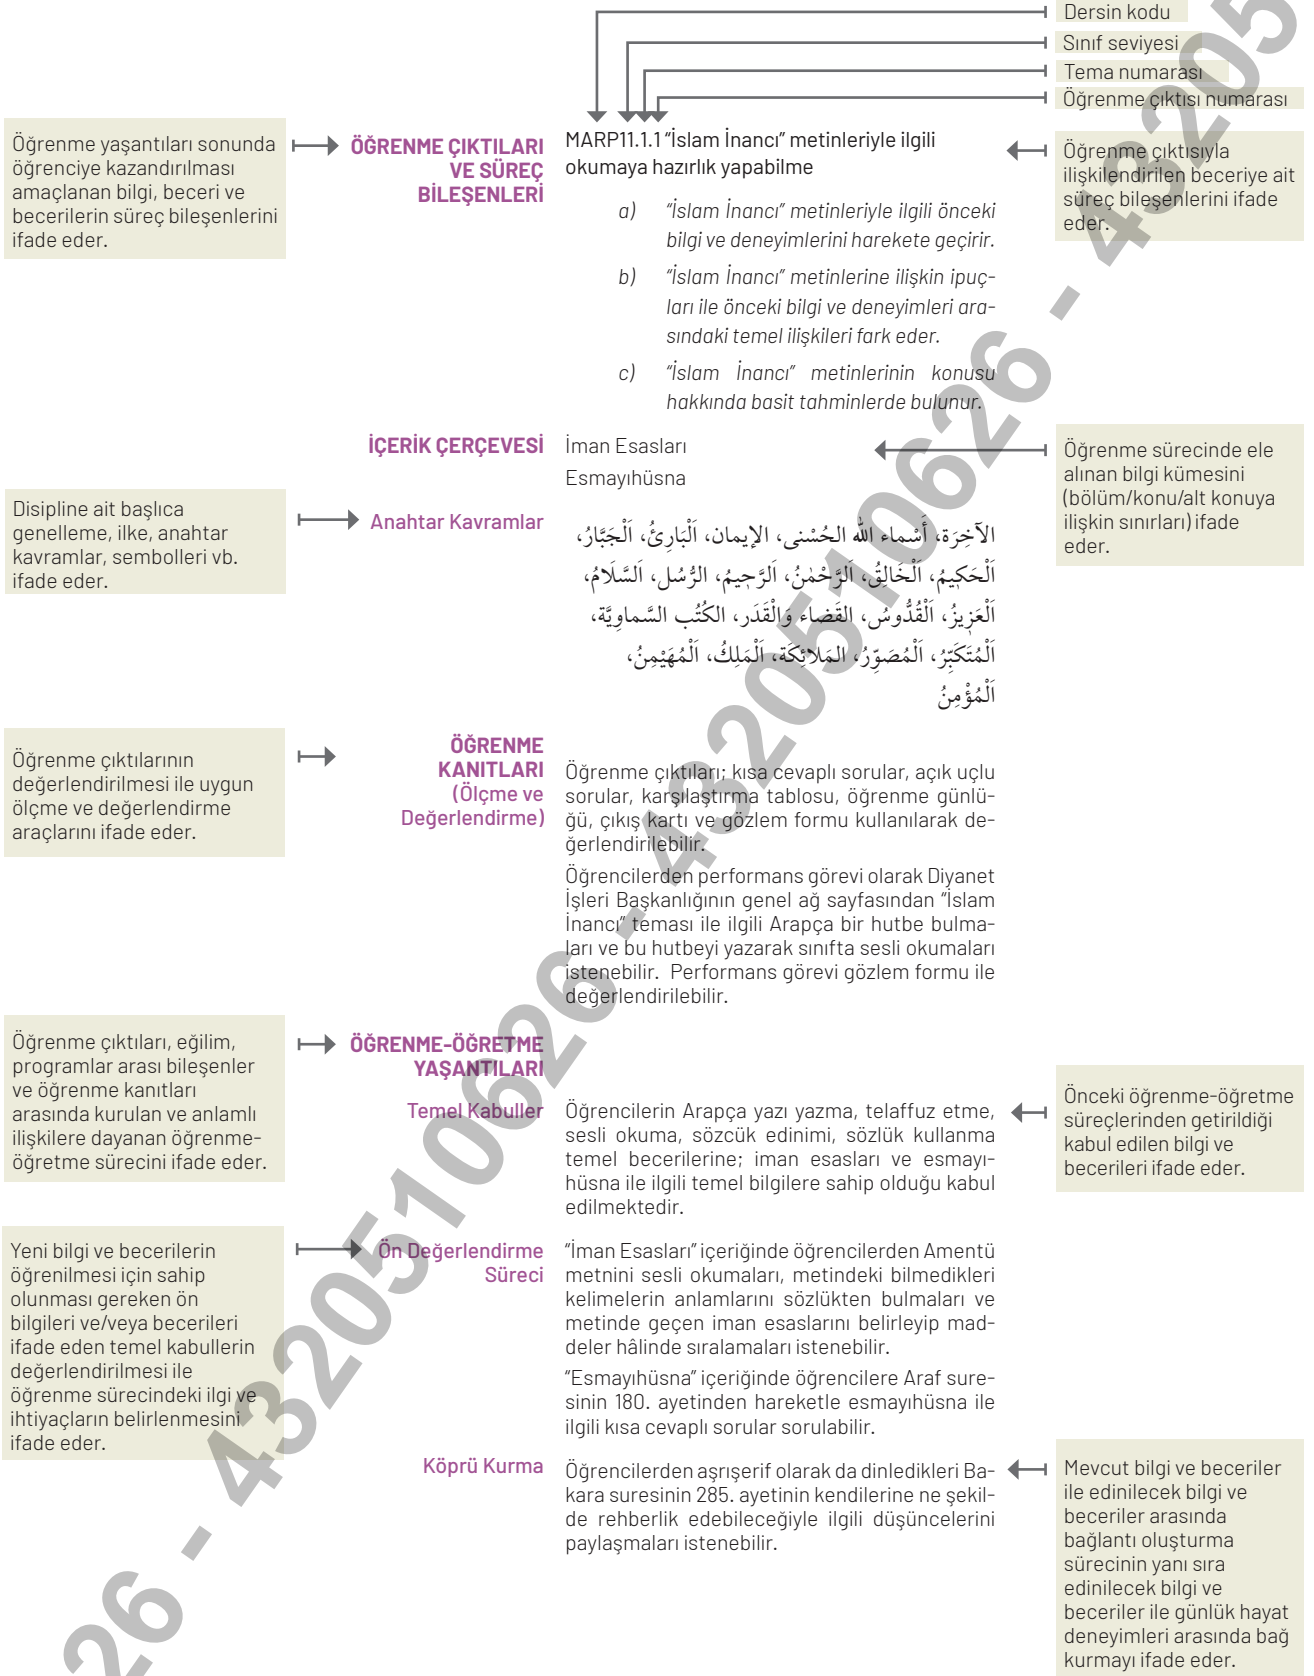 Dersin kodu
Sınıf seviyesi
Tema numarası
Öğrenme çıktısı numarası
Öğrenme yaşantıları sonunda
öğrenciye kazandırılması
amaçlanan bilgi, beceri ve
becerilerin süreç bileşenlerini
ifade eder.
ÖĞRENME ÇIKTILARI
VE SÜREÇ
BİLEŞENLERİ
MARP11.1.1 “İslam İnancı” metinleriyle ilgili
okumaya hazırlık yapabilme
a) “İslam İnancı” metinleriyle ilgili önceki
bilgi ve deneyimlerini harekete geçirir.
b) “İslam İnancı” metinlerine ilişkin ipuç-
ları ile önceki bilgi ve deneyimleri ara-
sındaki temel ilişkileri fark eder.
c) “İslam İnancı” metinlerinin konusu
hakkında basit tahminlerde bulunur.
Öğrenme çıktısıyla
ilişkilendirilen beceriye ait
süreç bileşenlerini ifade
eder.
İÇERİK ÇERÇEVESİ
İman Esasları
Esmayıhüsna
Öğrenme sürecinde ele
alınan bilgi kümesini
(bölüm/konu/alt konuya
ilişkin sınırları) ifade
eder.
Disipline ait başlıca
genelleme, ilke, anahtar
kavramlar, sembolleri vb.
ifade eder.
Anahtar Kavramlar
الآخِرَة، أَسْماء الله الحُسْنى، الإيمان، اَلْبَارِئُ، اَلْجَبَّارُ،
اَلْحَكِيمُ، اَلْخَالِقُ، اَلرَّحْمٰنُ، اَلرَّحِيمُ، الرُّسُل، اَلسَّلَامُ،
اَلْعَزِيزُ، اَلْقُدُّوسُ، القَضاء وَالْقَدَر، الكُتُب السَّماوِيَّة،
اَلْمُتَكَبِّرُ، اَلْمُصَوِّرُ، المَلائِكَة، اَلْمَلِكُ، اَلْمُهَيْمِنُ،
اَلْمُؤْمِنُ
Öğrenme çıktılarının
değerlendirilmesi ile uygun
ölçme ve değerlendirme
araçlarını ifade eder.
ÖĞRENME
KANITLARI
(Ölçme ve
Değerlendirme)
Öğrenme çıktıları; kısa cevaplı sorular, açık uçlu
sorular, karşılaştırma tablosu, öğrenme günlü-
ğü, çıkış kartı ve gözlem formu kullanılarak de-
ğerlendirilebilir.
Öğrencilerden performans görevi olarak Diyanet
İşleri Başkanlığının genel ağ sayfasından “İslam
İnancı” teması ile ilgili Arapça bir hutbe bulma-
ları ve bu hutbeyi yazarak sınıfta sesli okumaları
istenebilir. Performans görevi gözlem formu ile
değerlendirilebilir.
Öğrenme çıktıları, eğilim,
programlar arası bileşenler
ve öğrenme kanıtları
arasında kurulan ve anlamlı
ilişkilere dayanan öğrenme-
öğretme sürecini ifade eder.
ÖĞRENME-ÖĞRETME
YAŞANTILARI
Temel Kabuller
Öğrencilerin Arapça yazı yazma, telaffuz etme,
sesli okuma, sözcük edinimi, sözlük kullanma
temel becerilerine; iman esasları ve esmayı-
hüsna ile ilgili temel bilgilere sahip olduğu kabul
edilmektedir.
Önceki öğrenme-öğretme
süreçlerinden getirildiği
kabul edilen bilgi ve
becerileri ifade eder.
Yeni bilgi ve becerilerin
öğrenilmesi için sahip
olunması gereken ön
bilgileri ve/veya becerileri
ifade eden temel kabullerin
değerlendirilmesi ile
öğrenme sürecindeki ilgi ve
ihtiyaçların belirlenmesini
ifade eder.
Ön Değerlendirme
Süreci
“İman Esasları” içeriğinde öğrencilerden Amentü
metnini sesli okumaları, metindeki bilmedikleri
kelimelerin anlamlarını sözlükten bulmaları ve
metinde geçen iman esaslarını belirleyip mad-
deler hâlinde sıralamaları istenebilir.
“Esmayıhüsna” içeriğinde öğrencilere Araf sure-
sinin 180. ayetinden hareketle esmayıhüsna ile
ilgili kısa cevaplı sorular sorulabilir.
Köprü Kurma
Öğrencilerden aşrışerif olarak da dinledikleri Ba-
kara suresinin 285. ayetinin kendilerine ne şekil-
de rehberlik edebileceğiyle ilgili düşüncelerini
paylaşmaları istenebilir.
Mevcut bilgi ve beceriler
ile edinilecek bilgi ve
beceriler arasında
bağlantı oluşturma
sürecinin yanı sıra
edinilecek bilgi ve
beceriler ile günlük hayat
deneyimleri arasında bağ
kurmayı ifade eder.
26 - 43205510626 - 43205510626 - 432055